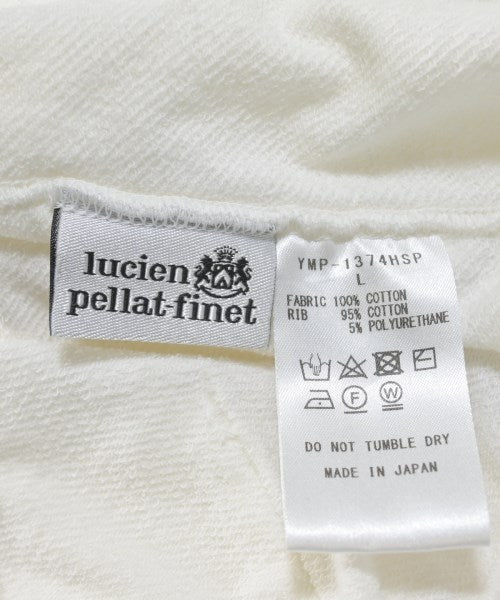 lucien
pellat-finet
YMP-1374HSP
L
FABRIC 100% COTTON
RIB 95% COTTON
5% POLYURETHANE
F W
DO NOT TUMBLE DRY
MADE IN JAPAN